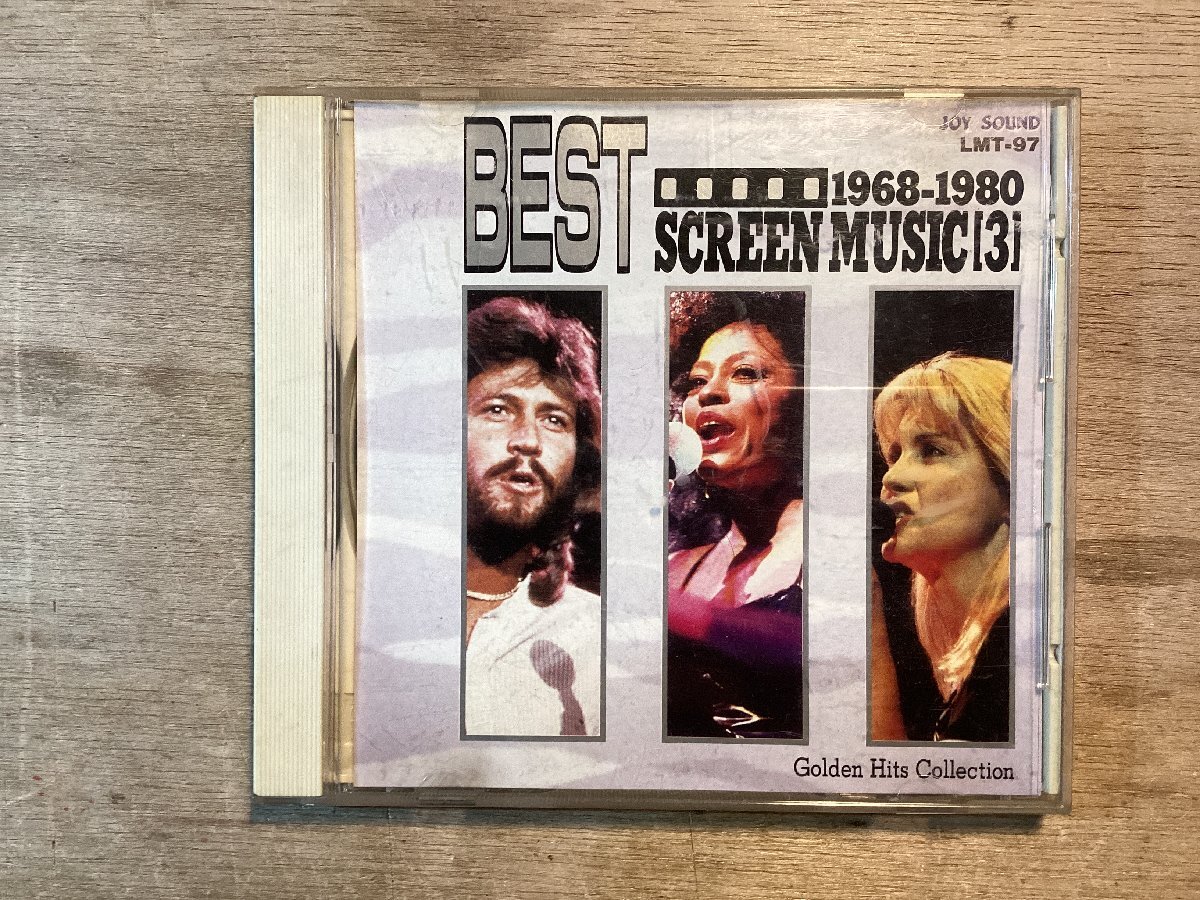 JOY SOUND
LMT-97
BEST
1968-1980
SCREEN MUSIC[3]
Golden Hits Collection